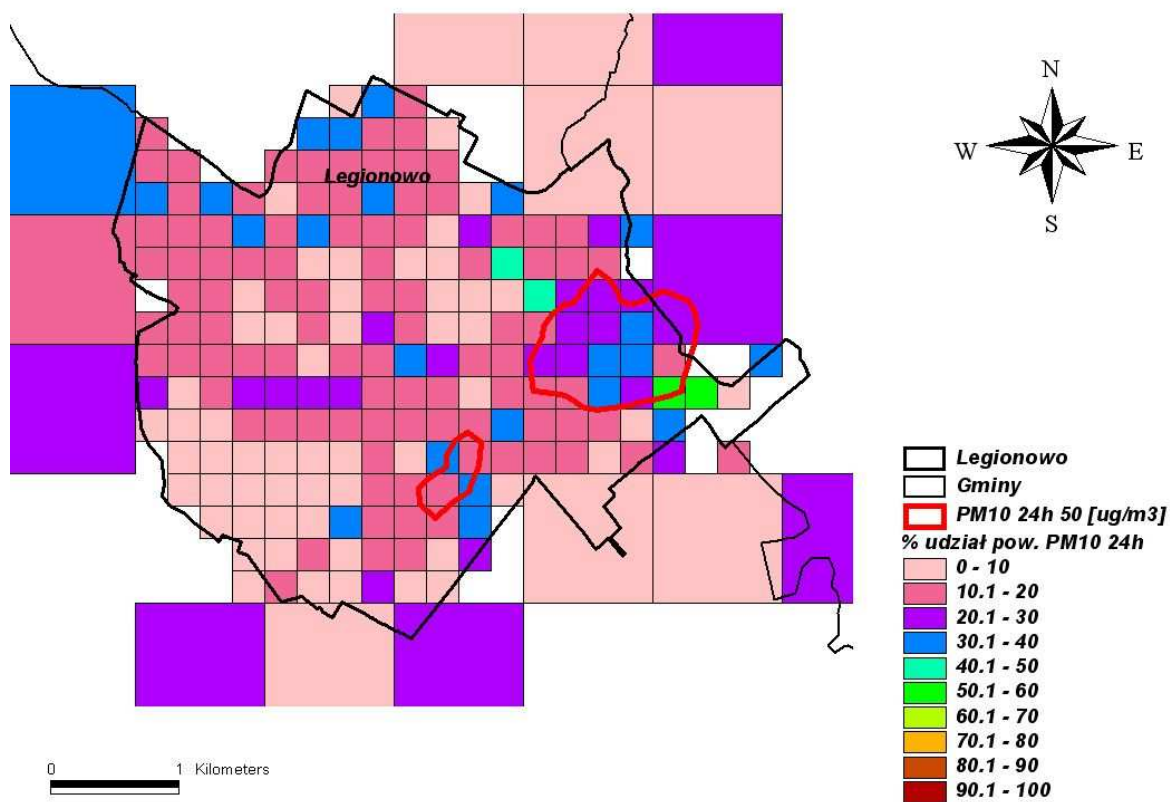 N
W E
S
Legionowo
Legionowo
Gminy
PM10 24h 50 [ug/m3]
% udział pow. PM10 24h
0 - 10
10.1 - 20
20.1 - 30
30.1 - 40
40.1 - 50
50.1 - 60
60.1 - 70
70.1 - 80
80.1 - 90
90.1 - 100
0 1 Kilometers